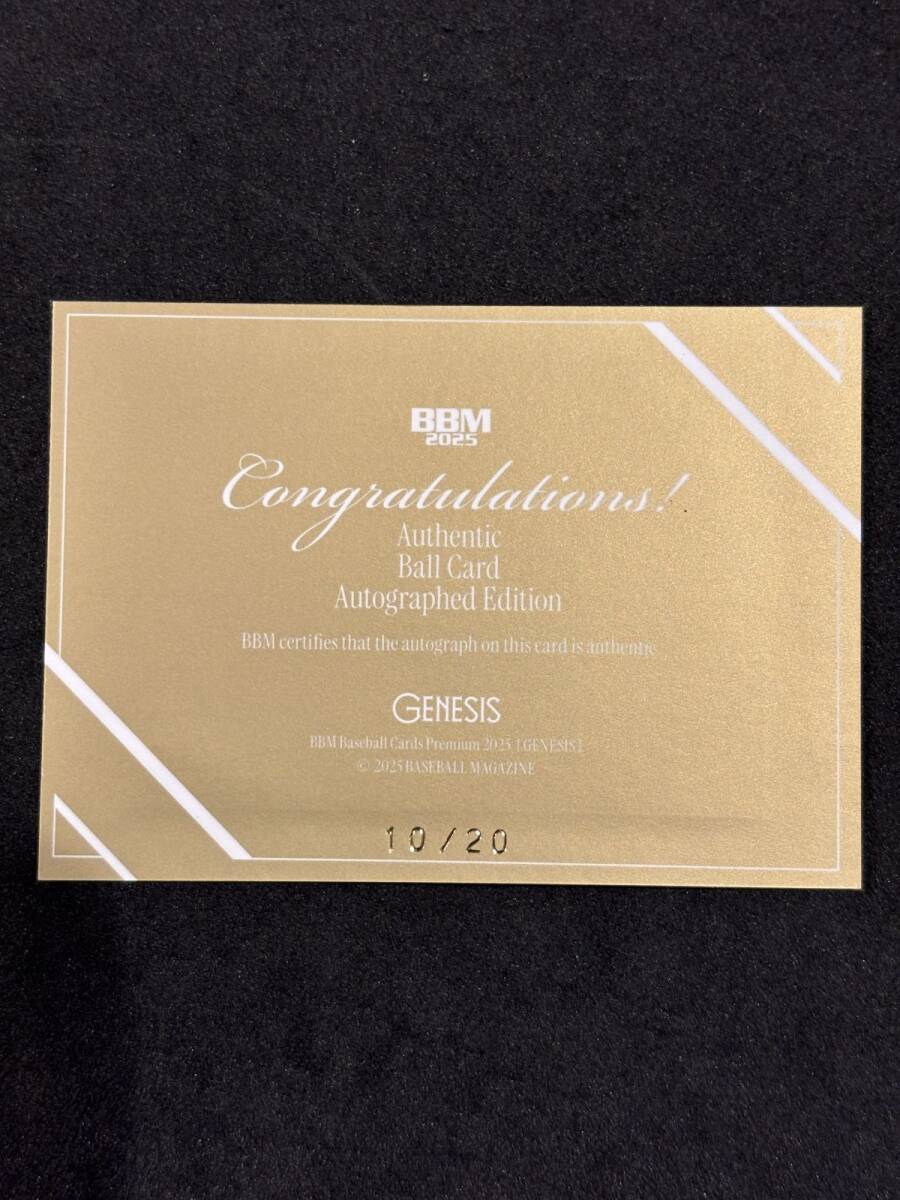 BBM
2025
Congratulations!
Authentic
Ball Card
Autographed Edition
BBM certifies that the autograph on this card is authentic
GENESIS
BBM Baseball Cards Premium 2025 [GENESIS]
© 2025 BASEBALL MAGAZINE
10/20